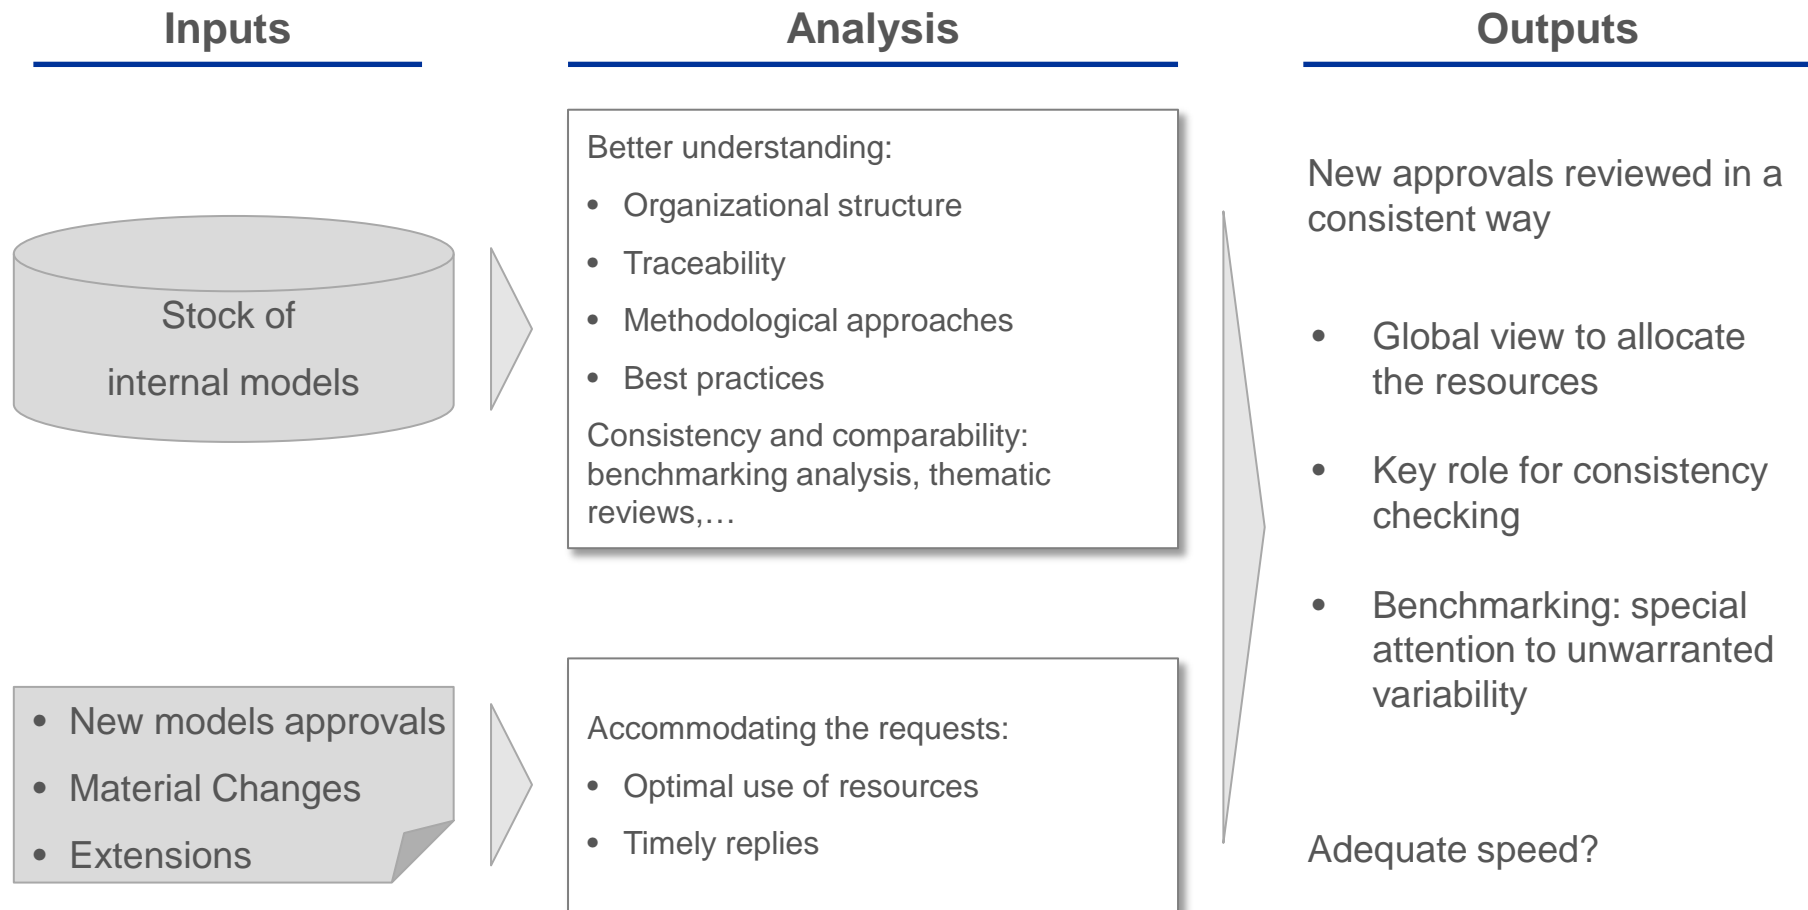 Inputs
Analysis
Outputs
Stock of
internal models
Better understanding:
• Organizational structure
• Traceability
• Methodological approaches
• Best practices
Consistency and comparability:
benchmarking analysis, thematic
reviews,…
New approvals reviewed in a
consistent way
• Global view to allocate
the resources
• Key role for consistency
checking
• Benchmarking: special
attention to unwarranted
variability
• New models approvals
• Material Changes
• Extensions
Accommodating the requests:
• Optimal use of resources
• Timely replies
Adequate speed?